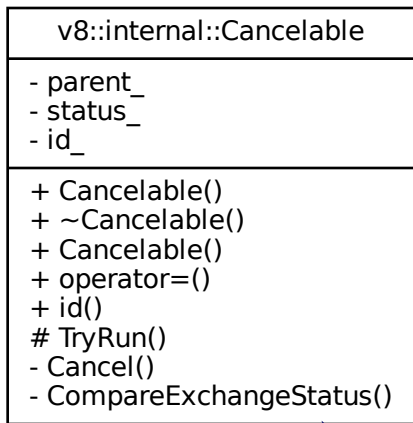 v8::internal::Cancelable
- parent_
- status_
- id_
+ Cancelable()
+ ~Cancelable()
+ Cancelable()
+ operator=()
+ id()
# TryRun()
- Cancel()
- CompareExchangeStatus()